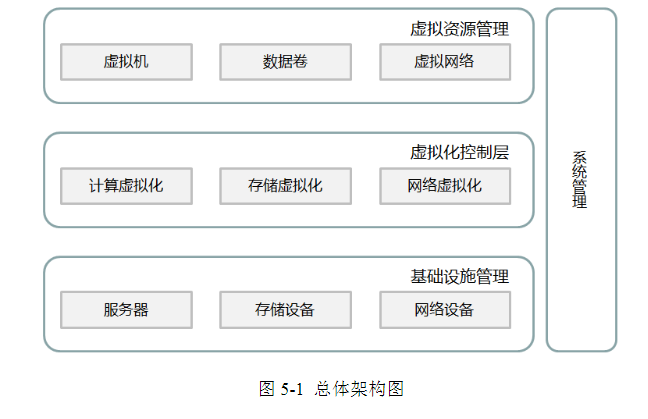 虚拟资源管理
虚拟机
数据卷
虚拟网络
虚拟化控制层
计算虚拟化
存储虚拟化
网络虚拟化
基础设施管理
服务器
存储设备
网络设备
系统管理
图 5-1 总体架构图